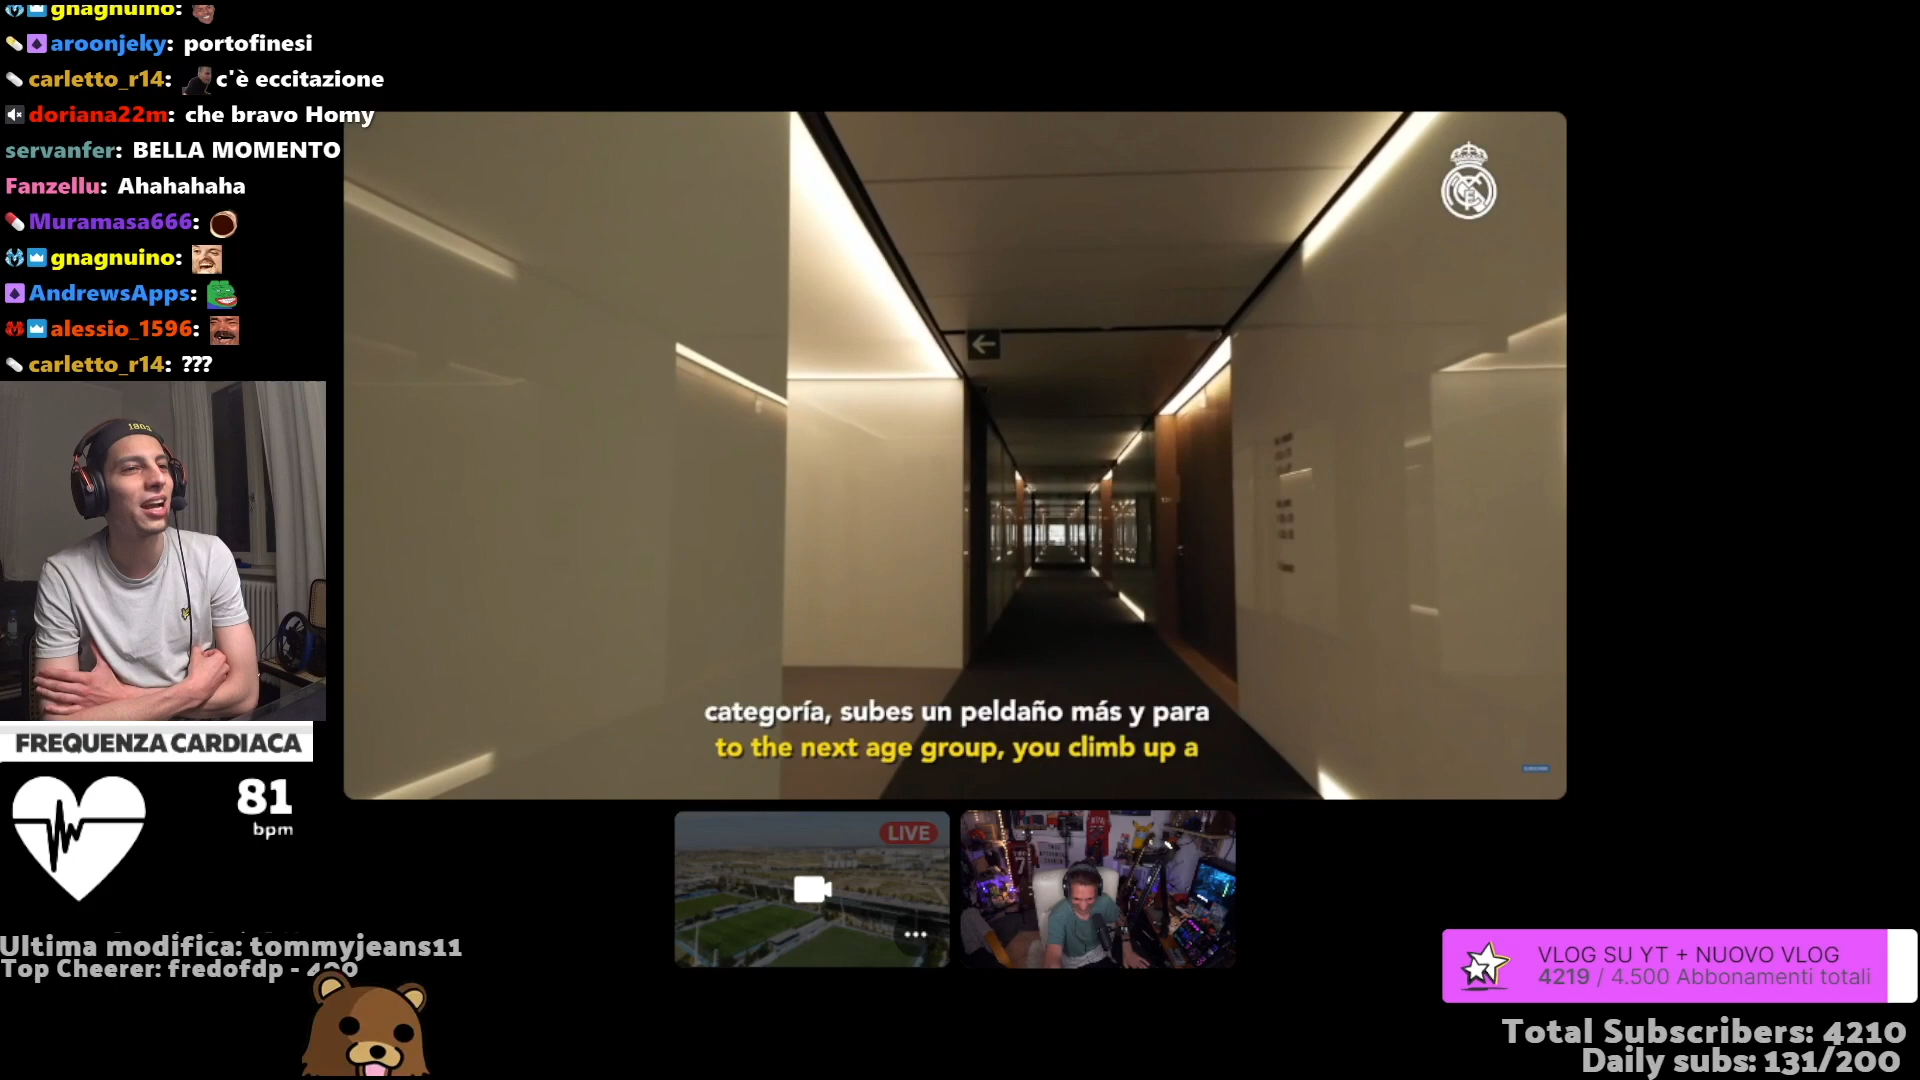 gnagnuino:
aroonjeky: portofinesi
carletto_r14: c'è eccitazione
doriana22m: che bravo Homy
servanfer: BELLA MOMENTO
Fanzellu: Ahahahaha
Muramasa666:
gnagnuino:
AndrewsApps:
alessio_1596:
carletto_r14: ???
1803
categoría, subes un peldaño más y para
to the next age group, you climb up a
FREQUENZA CARDIACA
81
bpm
LIVE
Ultima modifica: tommyjeans11
Top Cheerer: fredofdp - 400
VLOG SU YT + NUOVO VLOG
4219 / 4.500 Abbonamenti totali
Total Subscribers: 4210
Daily subs: 131/200